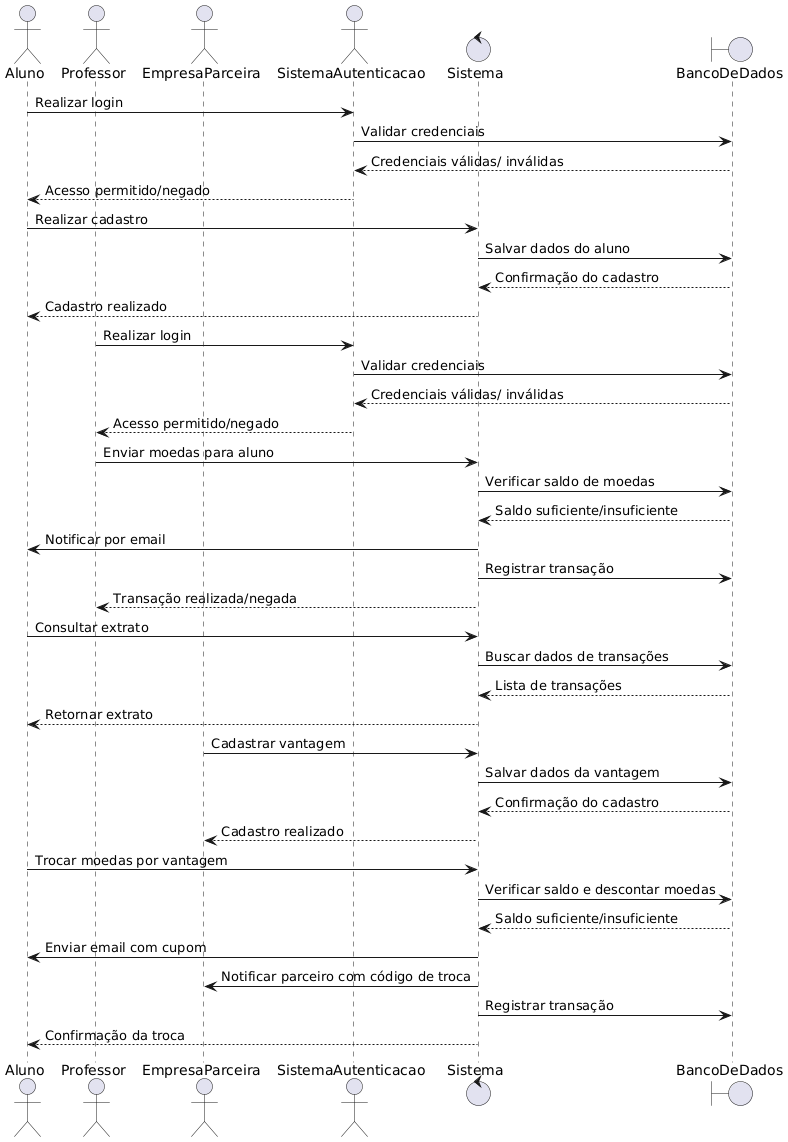 Aluno Professor EmpresaParceira SistemaAutenticacao Sistema BancoDeDados
Realizar login
Validar credenciais
Credenciais válidas/ inválidas
Acesso permitido/negado
Realizar cadastro
Salvar dados do aluno
Confirmação do cadastro
Cadastro realizado
Realizar login
Validar credenciais
Credenciais válidas/ inválidas
Acesso permitido/negado
Enviar moedas para aluno
Verificar saldo de moedas
Saldo suficiente/insuficiente
Notificar por email
Registrar transação
Transação realizada/negada
Consultar extrato
Buscar dados de transações
Lista de transações
Retornar extrato
Cadastrar vantagem
Salvar dados da vantagem
Confirmação do cadastro
Cadastro realizado
Trocar moedas por vantagem
Verificar saldo e descontar moedas
Saldo suficiente/insuficiente
Enviar email com cupom
Notificar parceiro com código de troca
Registrar transação
Confirmação da troca
Aluno Professor EmpresaParceira SistemaAutenticacao Sistema BancoDeDados